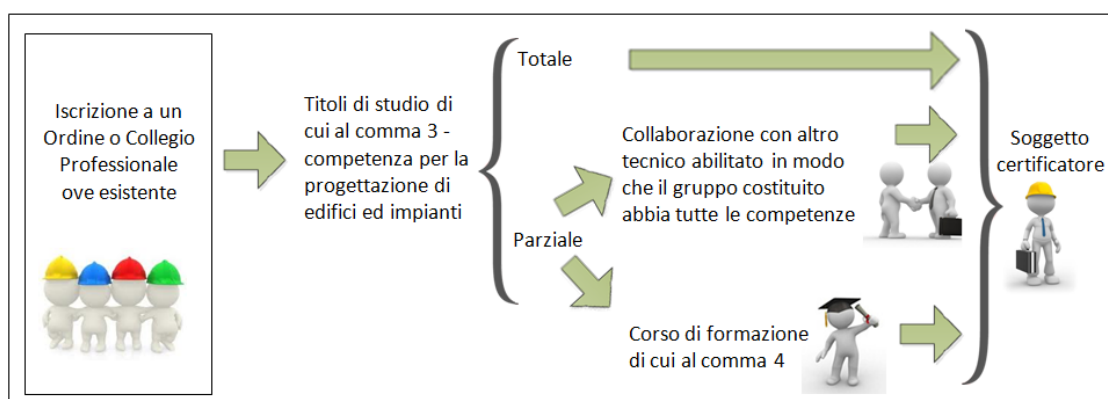 Iscrizione a un
Ordine o Collegio
Professionale
ove esistente
Titoli di studio di
cui al comma 3 -
competenza per la
progettazione di
edifici ed impianti
Totale
Parziale
Collaborazione con altro
tecnico abilitato in modo
che il gruppo costituito
abbia tutte le competenze
Corso di formazione
di cui al comma 4
Soggetto
certificatore